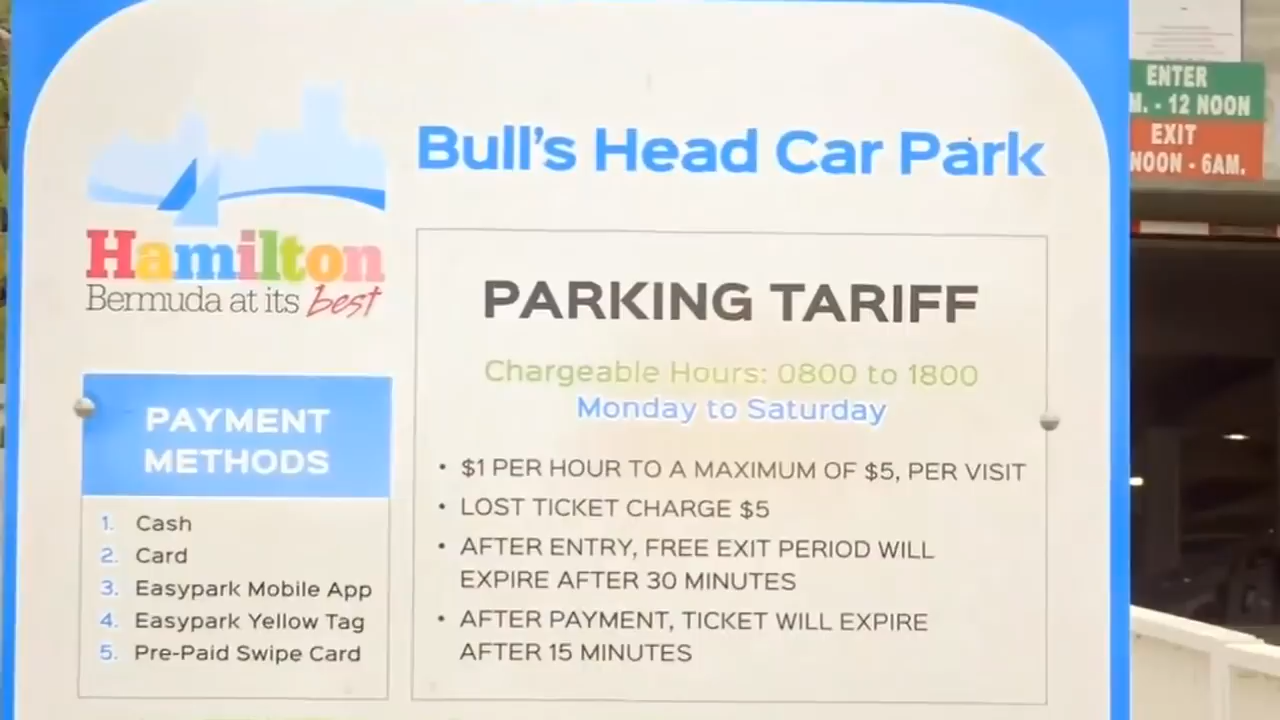 Hamilton
Bermuda at its best
Bull's Head Car Park
PAYMENT
METHODS
1. Cash
2. Card
3. Easypark Mobile App
4. Easypark Yellow Tag
5. Pre-Paid Swipe Card
PARKING TARIFF
Chargeable Hours: 0800 to 1800
Monday to Saturday
• $1 PER HOUR TO A MAXIMUM OF $5, PER VISIT
• LOST TICKET CHARGE $5
• AFTER ENTRY, FREE EXIT PERIOD WILL
EXPIRE AFTER 30 MINUTES
• AFTER PAYMENT, TICKET WILL EXPIRE
AFTER 15 MINUTES
ENTER
M. - 12 NOON
EXIT
NOON - 6AM.